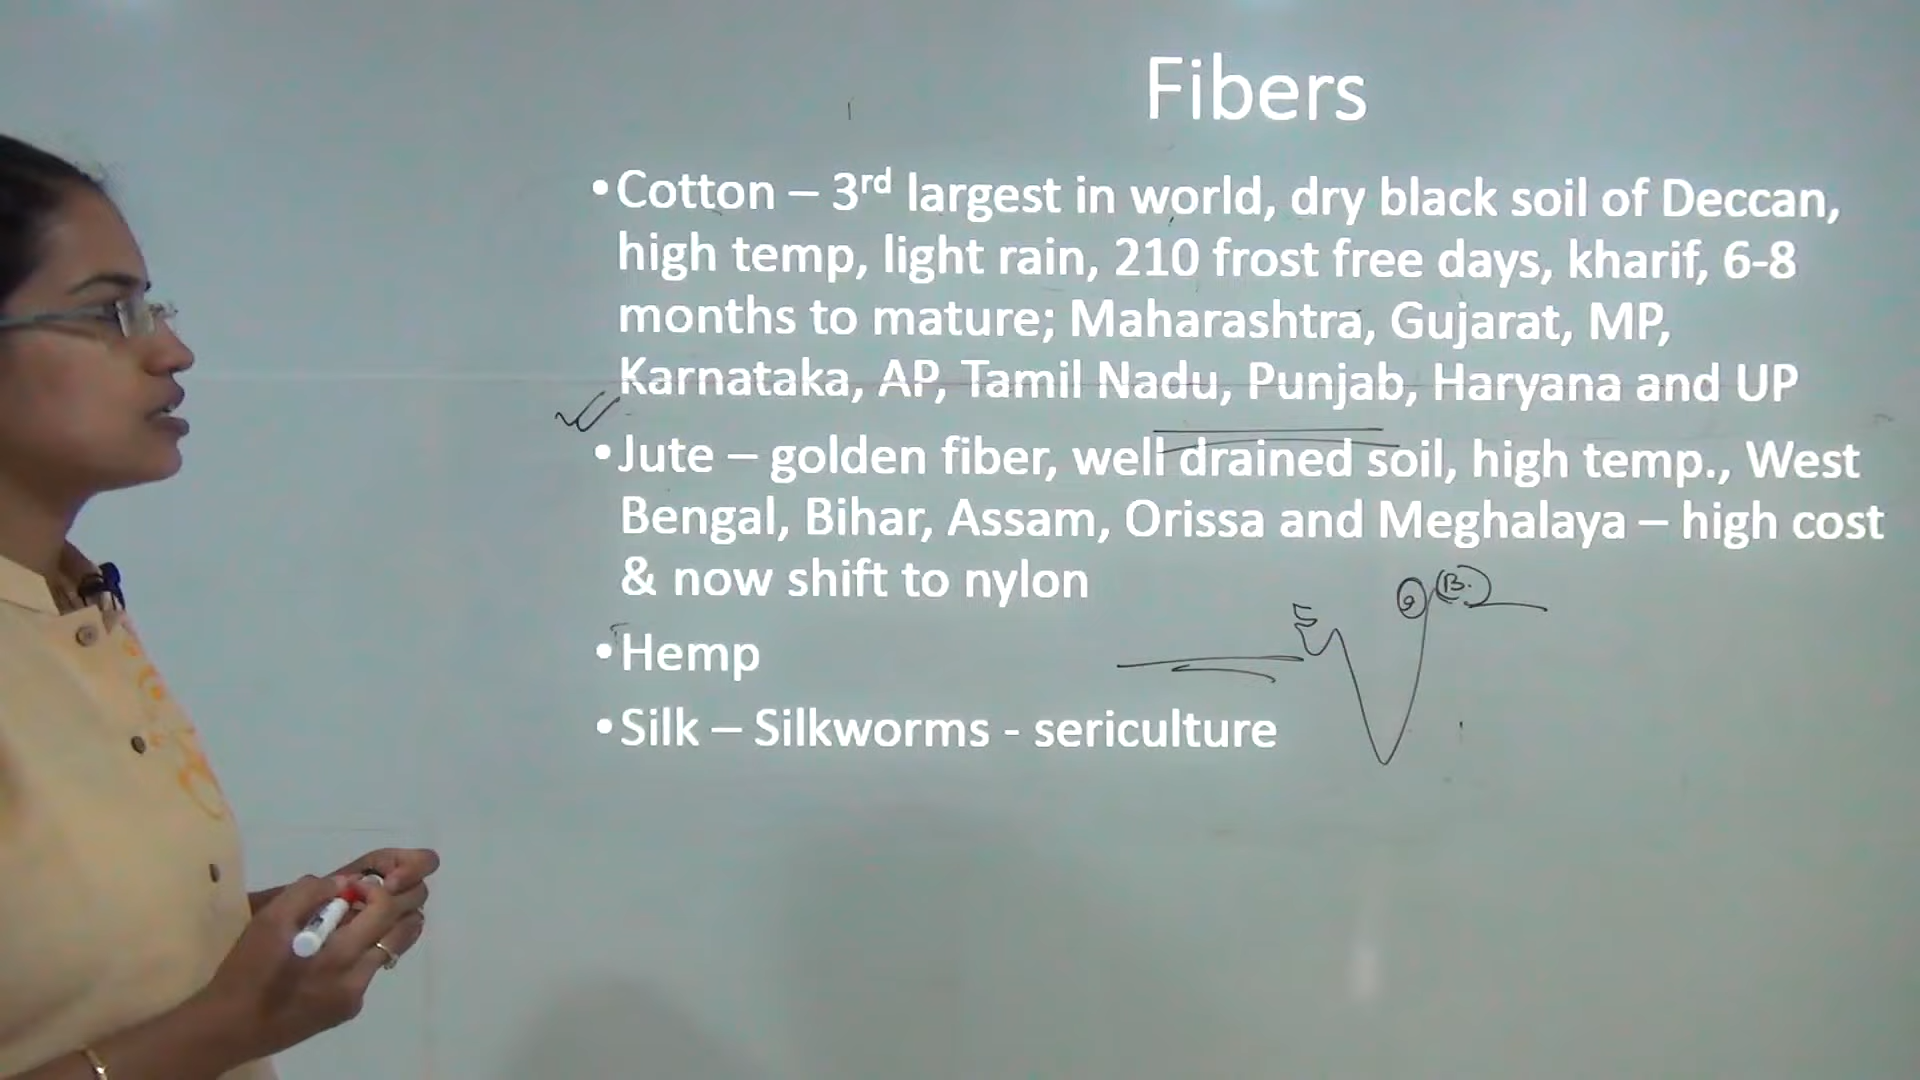 Fibers
•Cotton – 3rd largest in world, dry black soil of Deccan,
high temp, light rain, 210 frost free days, kharif, 6-8
months to mature; Maharashtra, Gujarat, MP,
Karnataka, AP, Tamil Nadu, Punjab, Haryana and UP
•Jute – golden fiber, well drained soil, high temp., West
Bengal, Bihar, Assam, Orissa and Meghalaya – high cost
& now shift to nylon
•Hemp
•Silk – Silkworms - sericulture